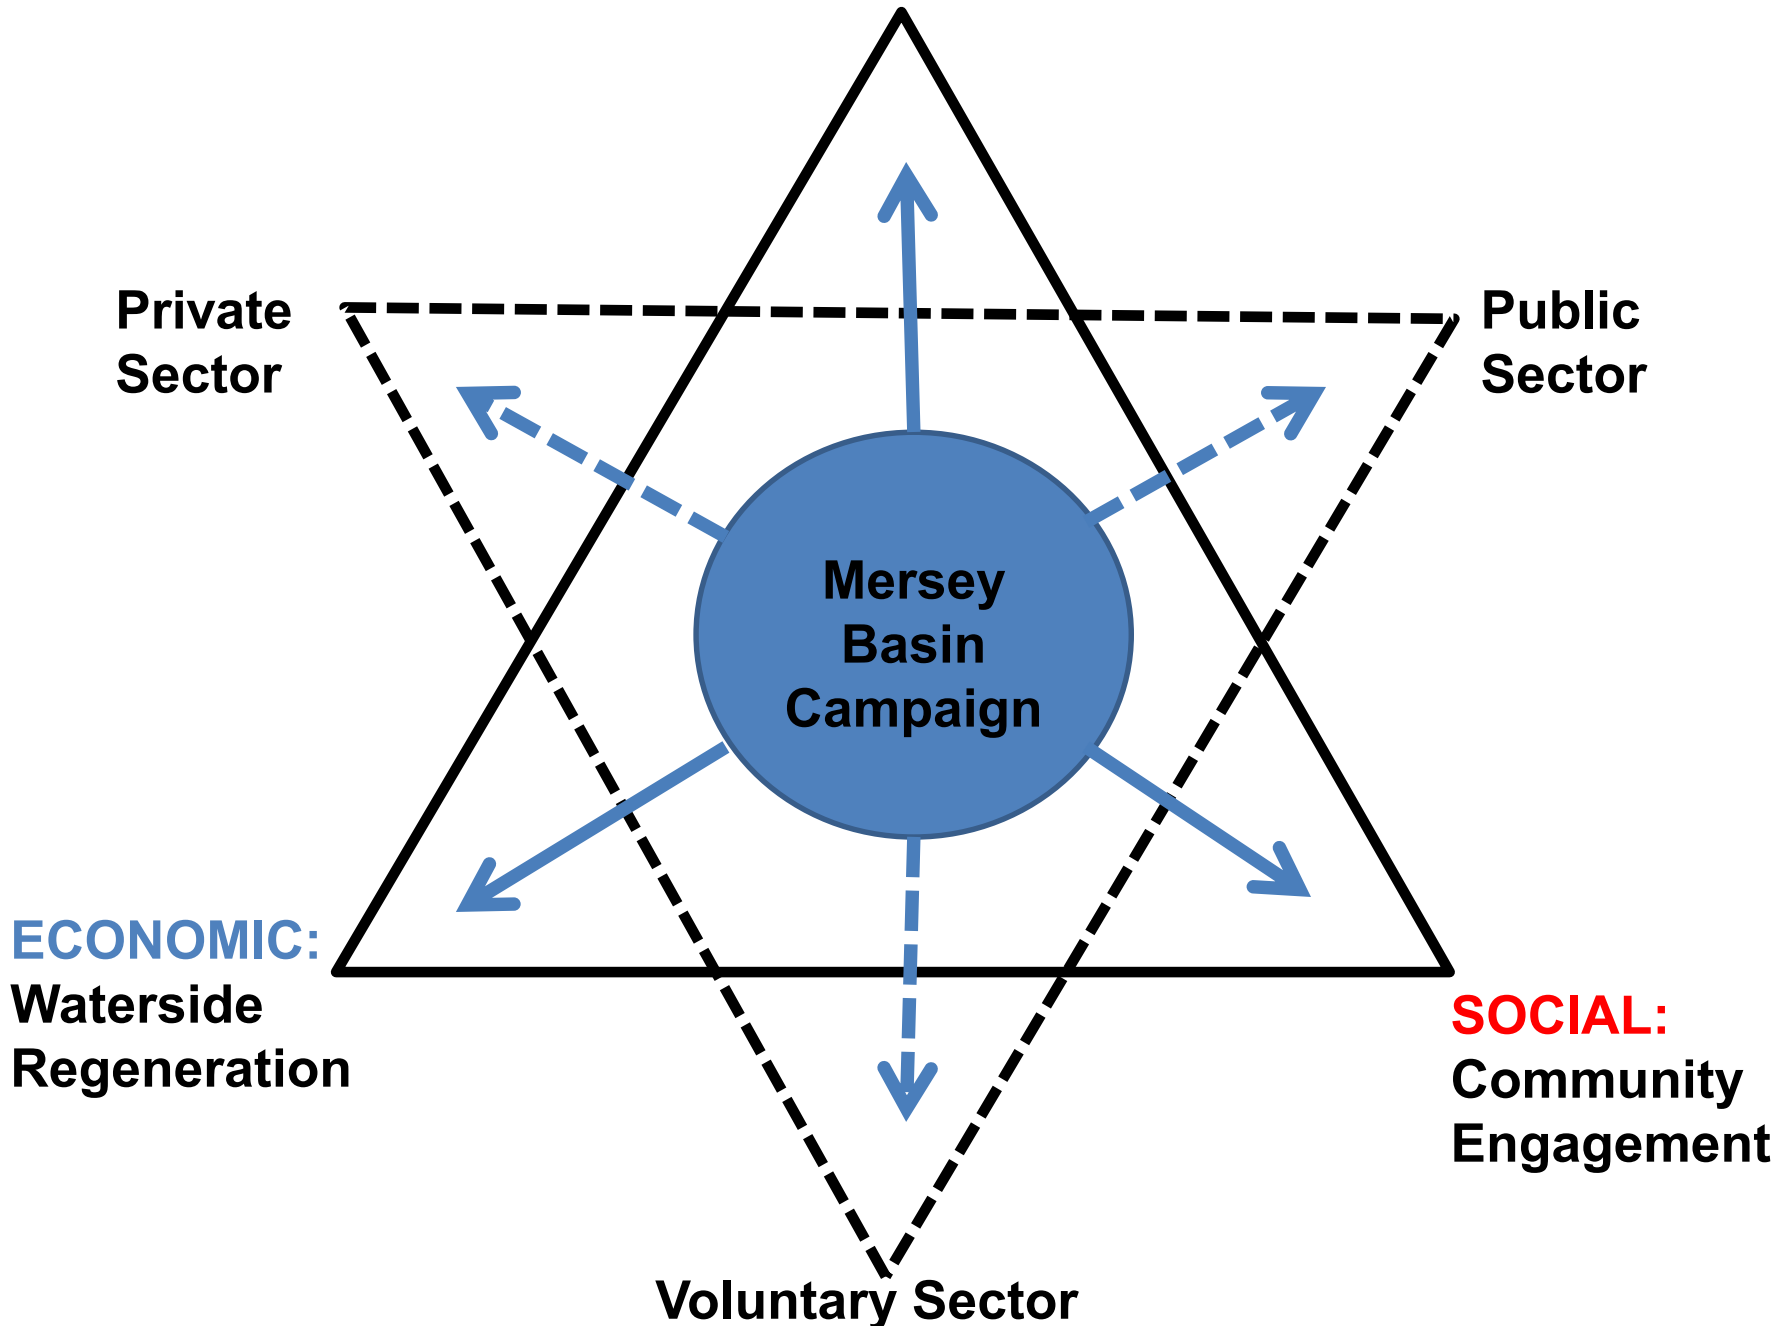 Private
Sector
Public
Sector
Mersey
Basin
Campaign
ECONOMIC:
Waterside
Regeneration
SOCIAL:
Community
Engagement
Voluntary Sector